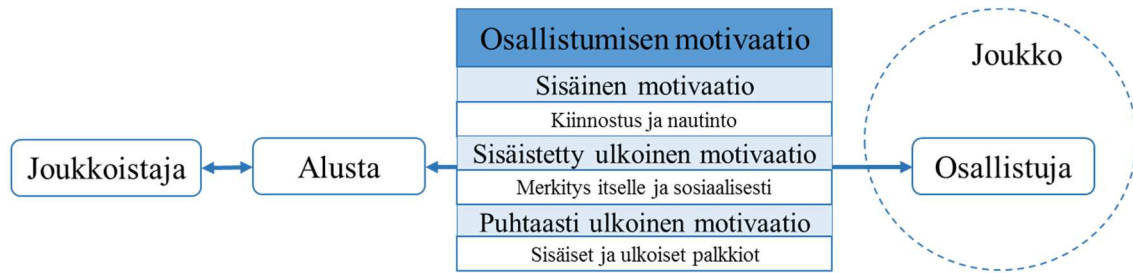 Joukkoistaja
Alusta
Osallistumisen motivaatio
Sisäinen motivaatio
Kiinnostus ja nautinto
Sisäistetty ulkoinen motivaatio
Merkitys itselle ja sosiaalisesti
Puhtaasti ulkoinen motivaatio
Sisäiset ja ulkoiset palkkiot
Joukko
Osallistuja